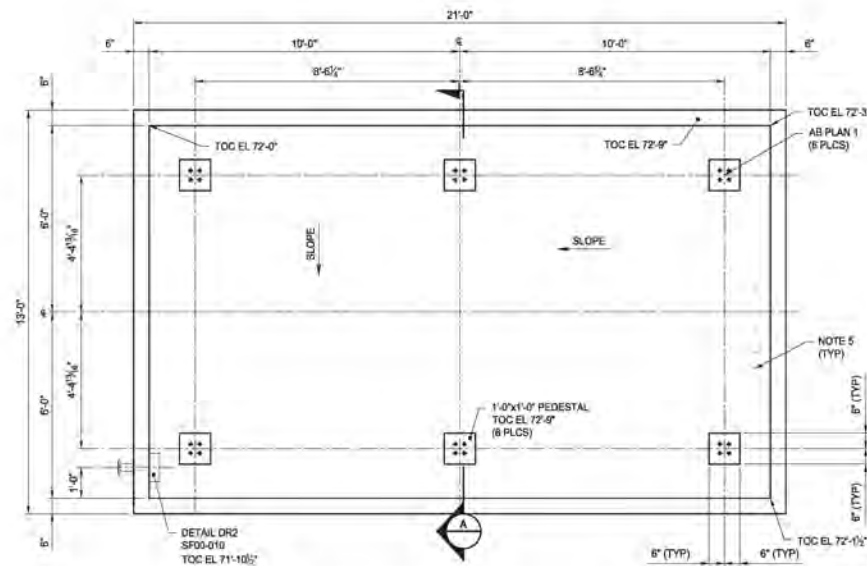 21'-0"
6"
10'-0"
10'-0"
6"
8'-6¼"
8'-6¼"
6"
TOC EL 72'-3
TOC EL 72'-0"
TOC EL 72'-9"
AB PLAN 1
(6 PLCS)
6'-0"
4'-4¹³⁄₁₆"
SLOPE
SLOPE
13'-0"
NOTE 5
(TYP)
6'-0"
4'-4¹³⁄₁₆"
1'-0"x1'-0" PEDESTAL
TOC EL 72'-9"
(6 PLCS)
6" (TYP)
1'-0"
6" (TYP)
A
DETAIL DR2
SF00-010
TOC EL 71'-10½"
TOC EL 72'-1½"
6"
6" (TYP)
6" (TYP)